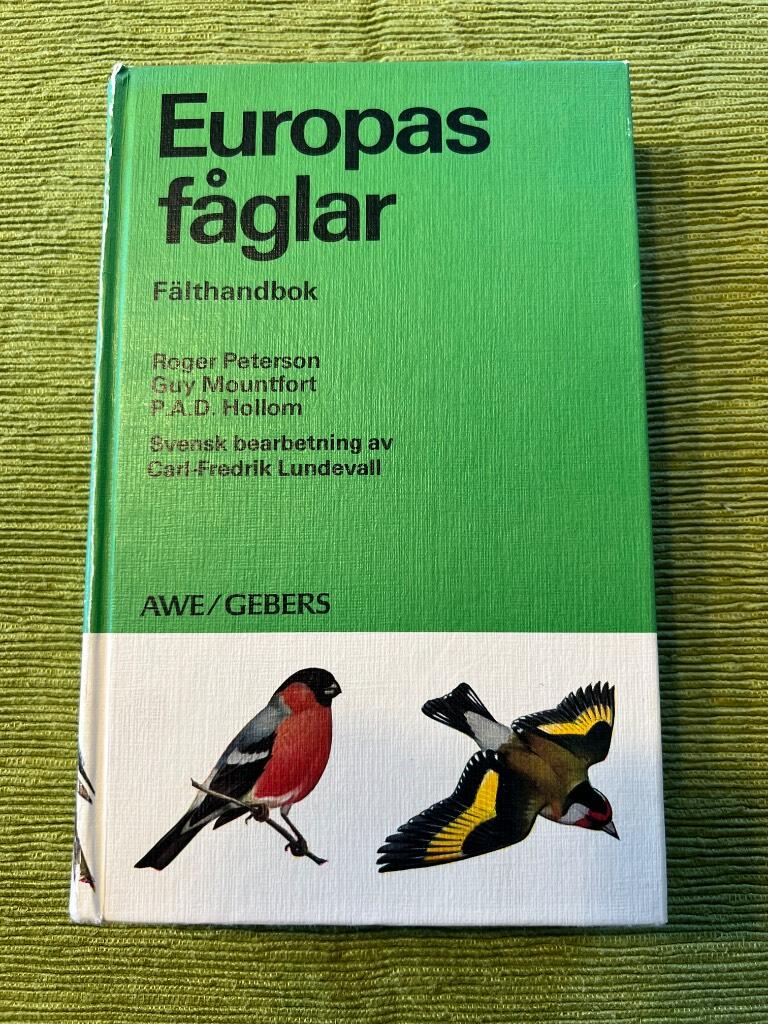 Europas
fåglar
Fälthandbok
Roger Peterson
Guy Mountfort
P.A.D. Hollom
Svensk bearbetning av
Carl-Fredrik Lundevall
AWE/GEBERS